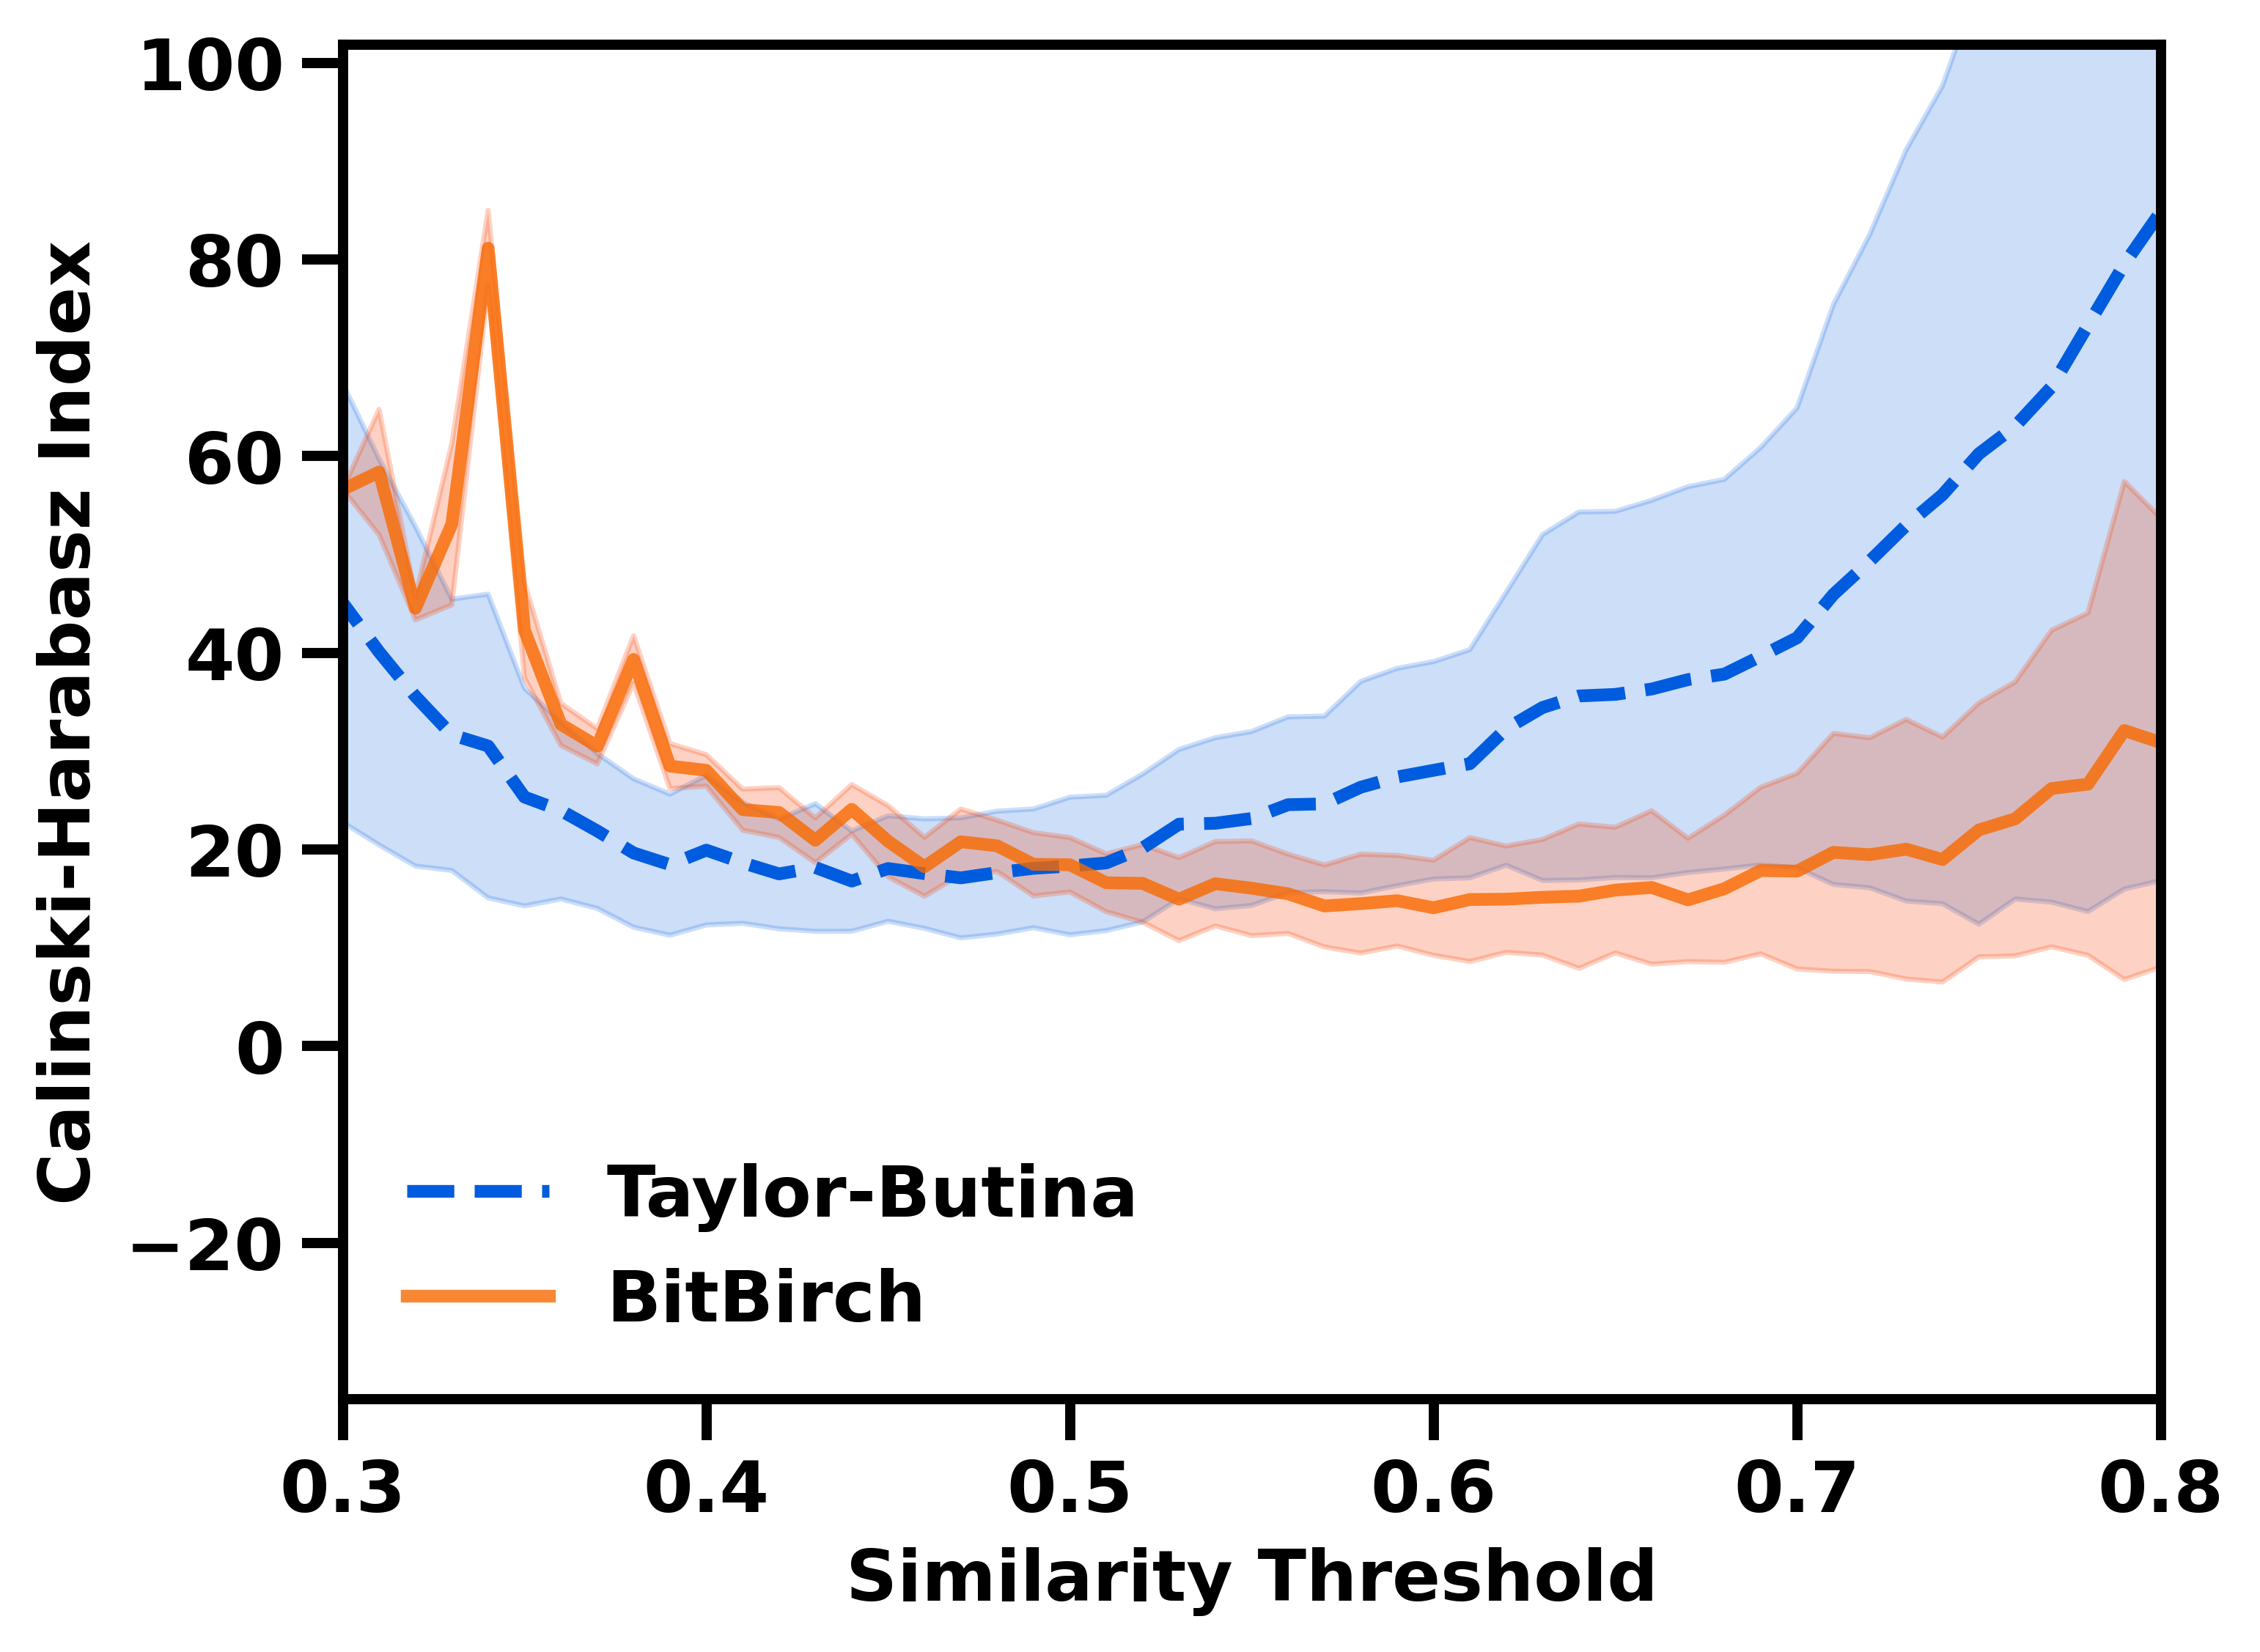 Calinski-Harabasz Index
100
80
60
40
20
0
−20
Taylor-Butina
BitBirch
0.3 0.4 0.5 0.6 0.7 0.8
Similarity Threshold